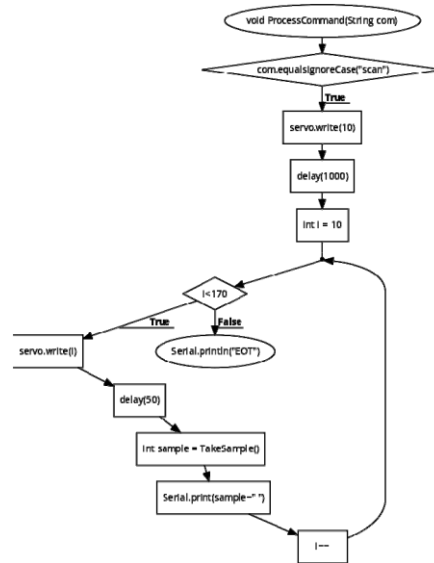 void ProcessCommand(String com)
com.equalsIgnoreCase("scan")
True
servo.write(10)
delay(1000)
int i = 10
i<170
True
False
servo.write(i)
Serial.println("EOT")
delay(50)
int sample = TakeSample()
Serial.print(sample~" ")
i--